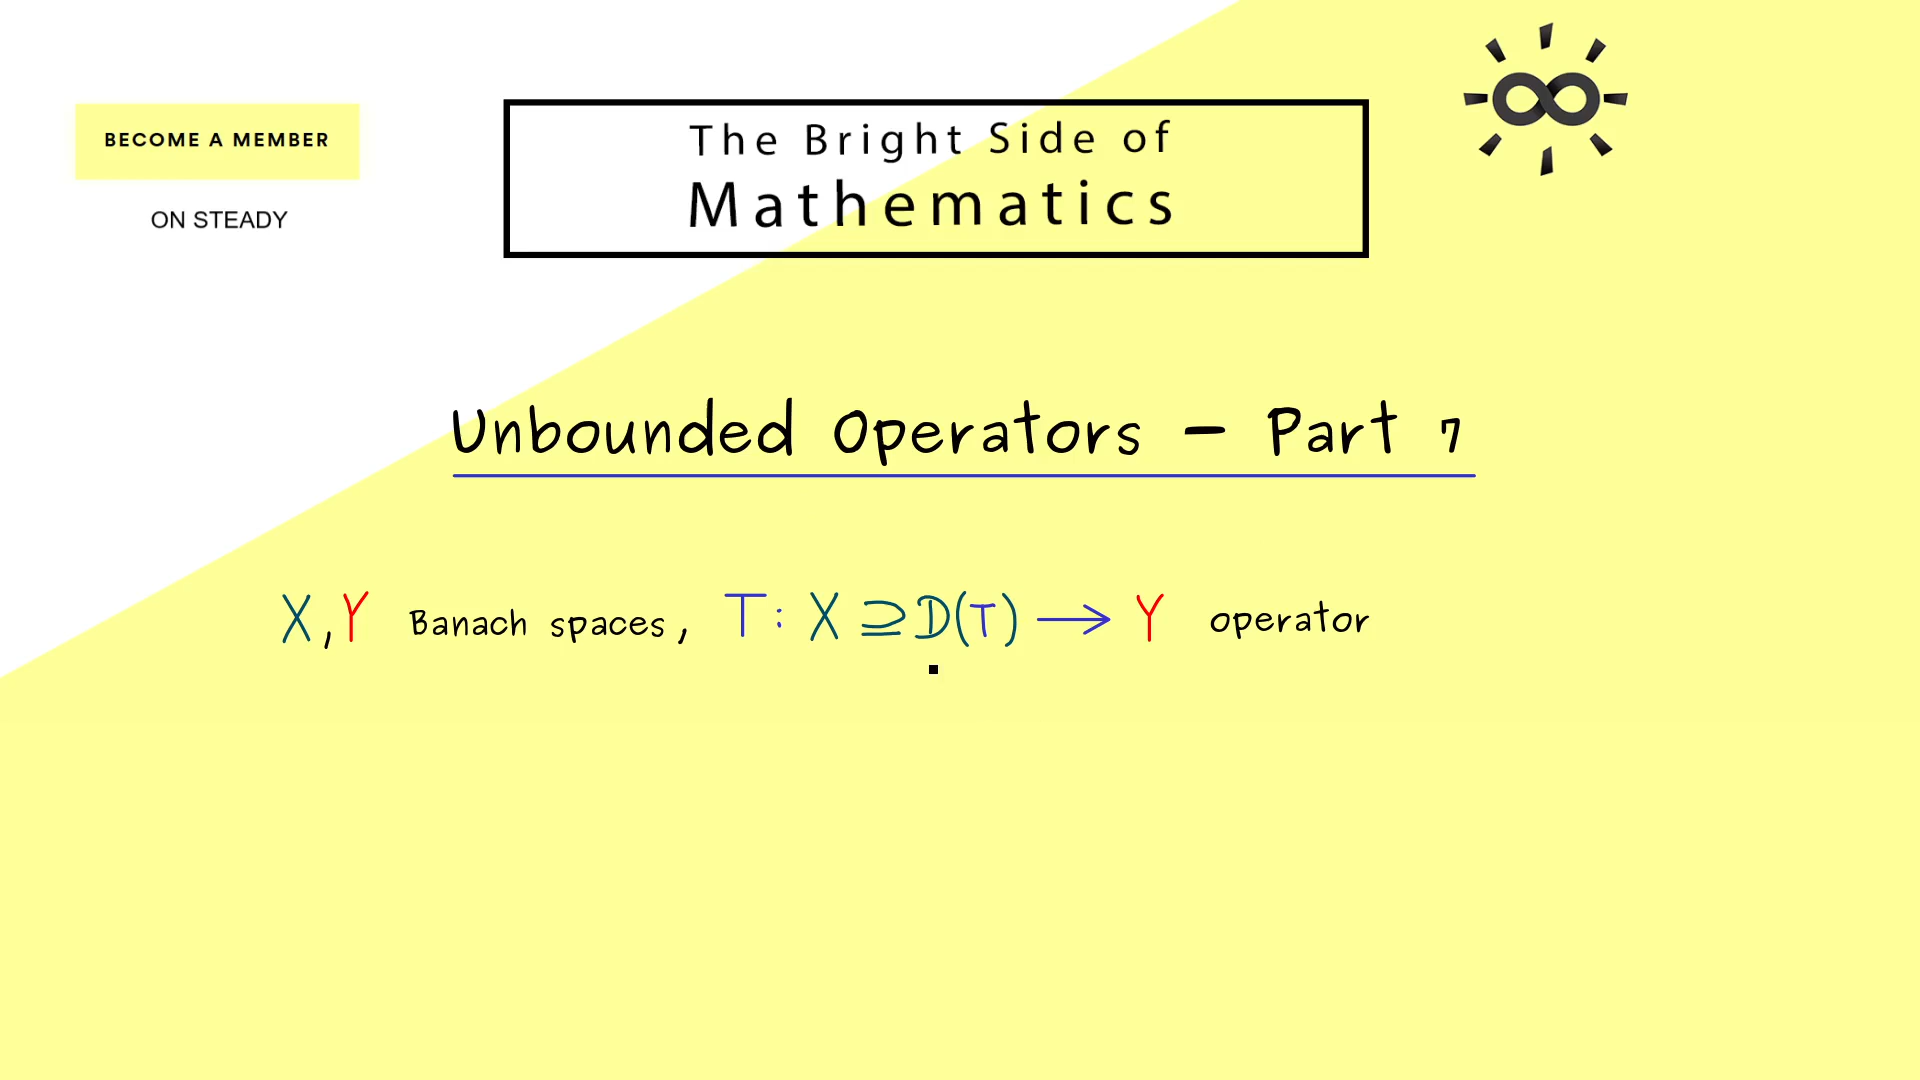 BECOME A MEMBER
ON STEADY
The Bright Side of
Mathematics
Unbounded Operators - Part 7
X, Y Banach spaces, T: X ⊇ D(T) ⟶ Y operator